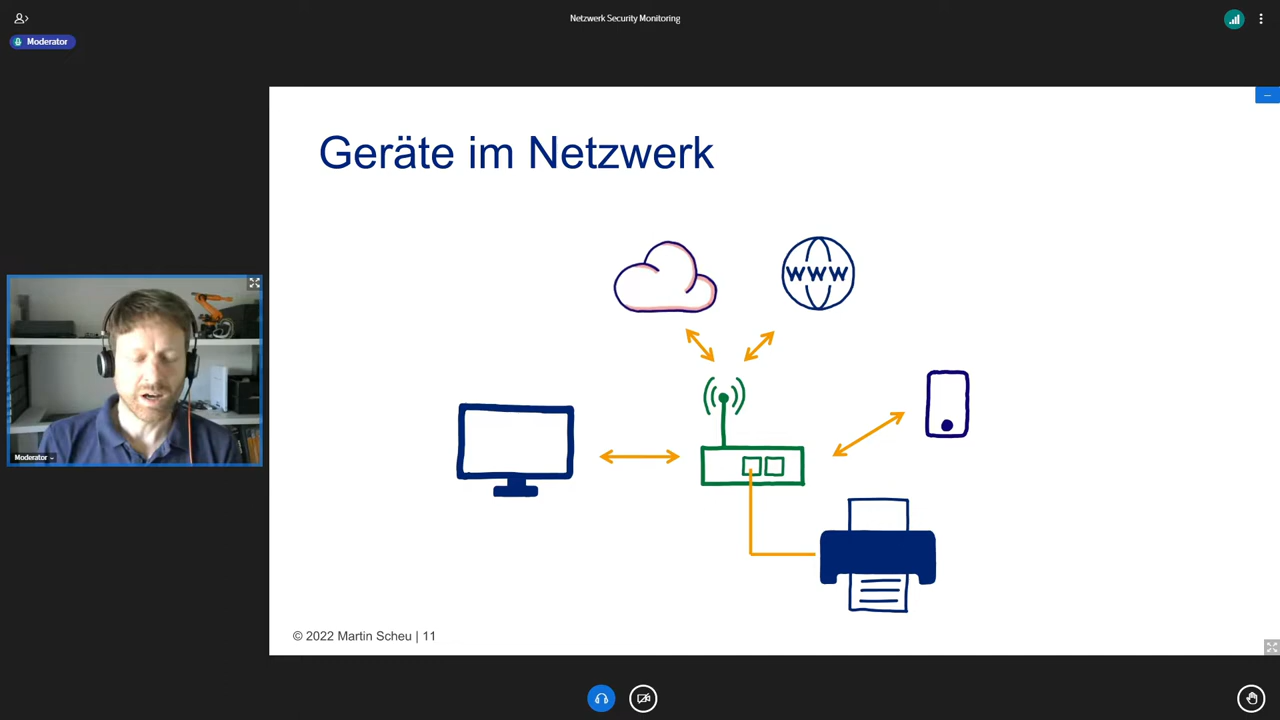 Netzwerk Security Monitoring
Moderator
Geräte im Netzwerk
WWW
Moderator
© 2022 Martin Scheu | 11